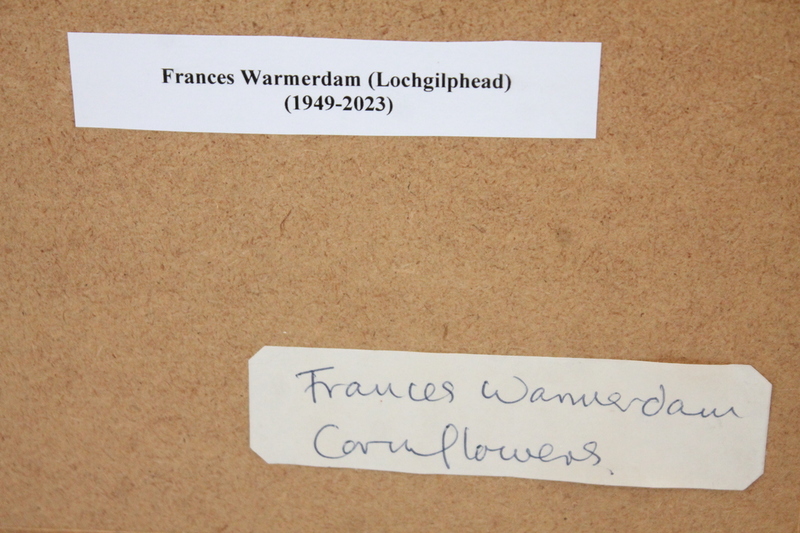 Frances Warmerdam (Lochgilphead)
(1949-2023)
Frances Warmerdam
Cornflowers.